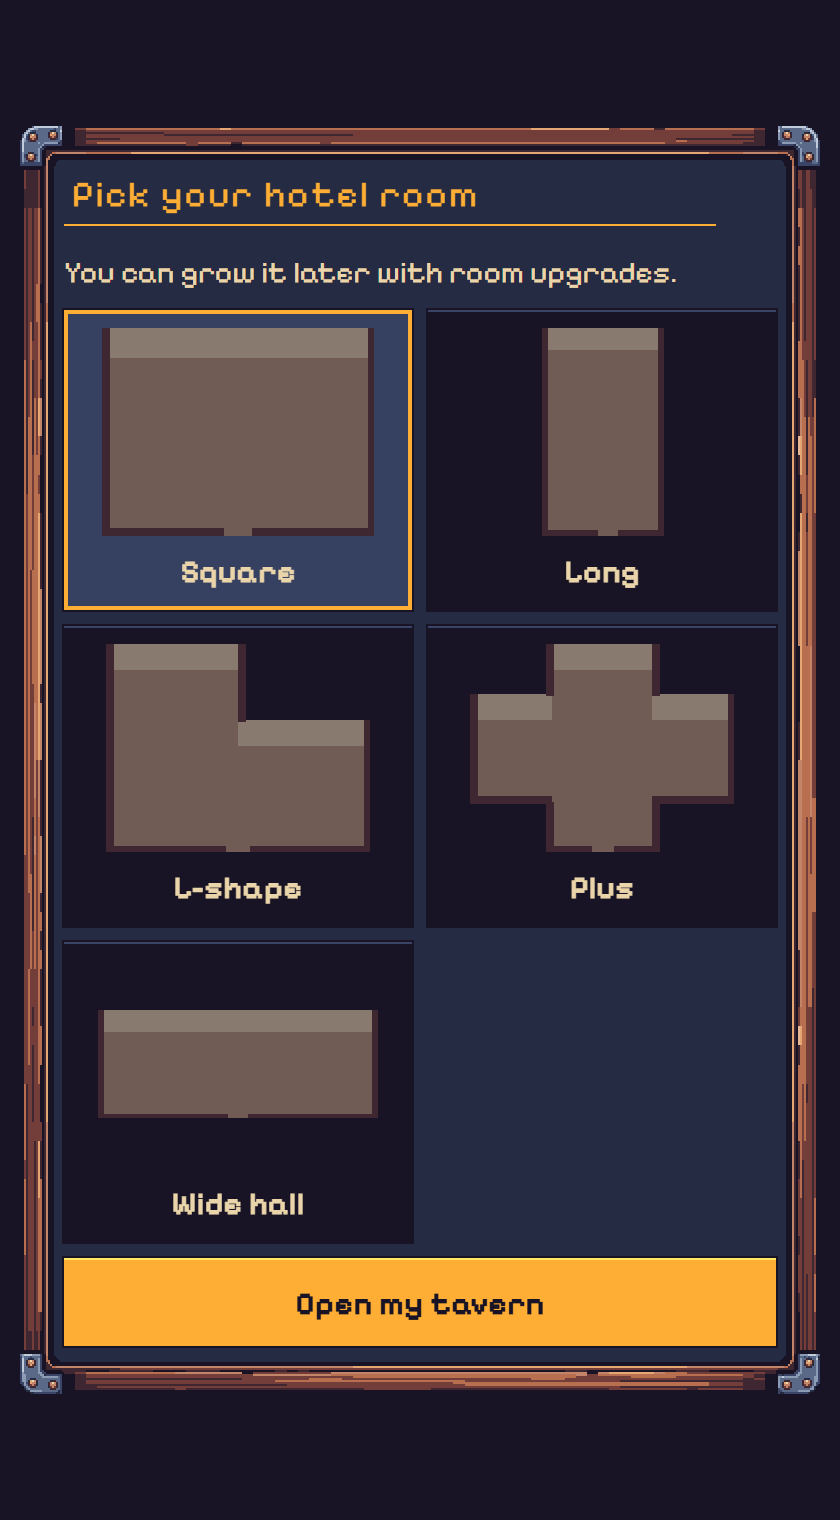 Pick your hotel room
You can grow it later with room upgrades.
Square
Long
L-shape
Plus
Wide hall
Open my tavern